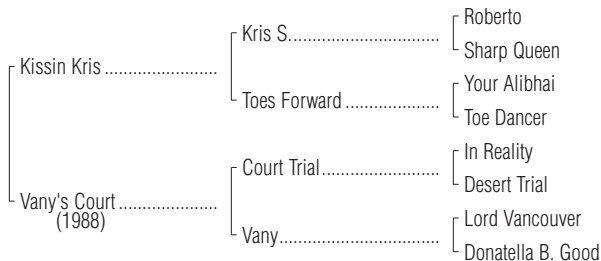 Roberto
Kris S.
Sharp Queen
Kissin Kris
Your Alibhai
Toes Forward
Toe Dancer
In Reality
Court Trial
Desert Trial
Vany's Court
(1988)
Lord Vancouver
Vany
Donatella B. Good